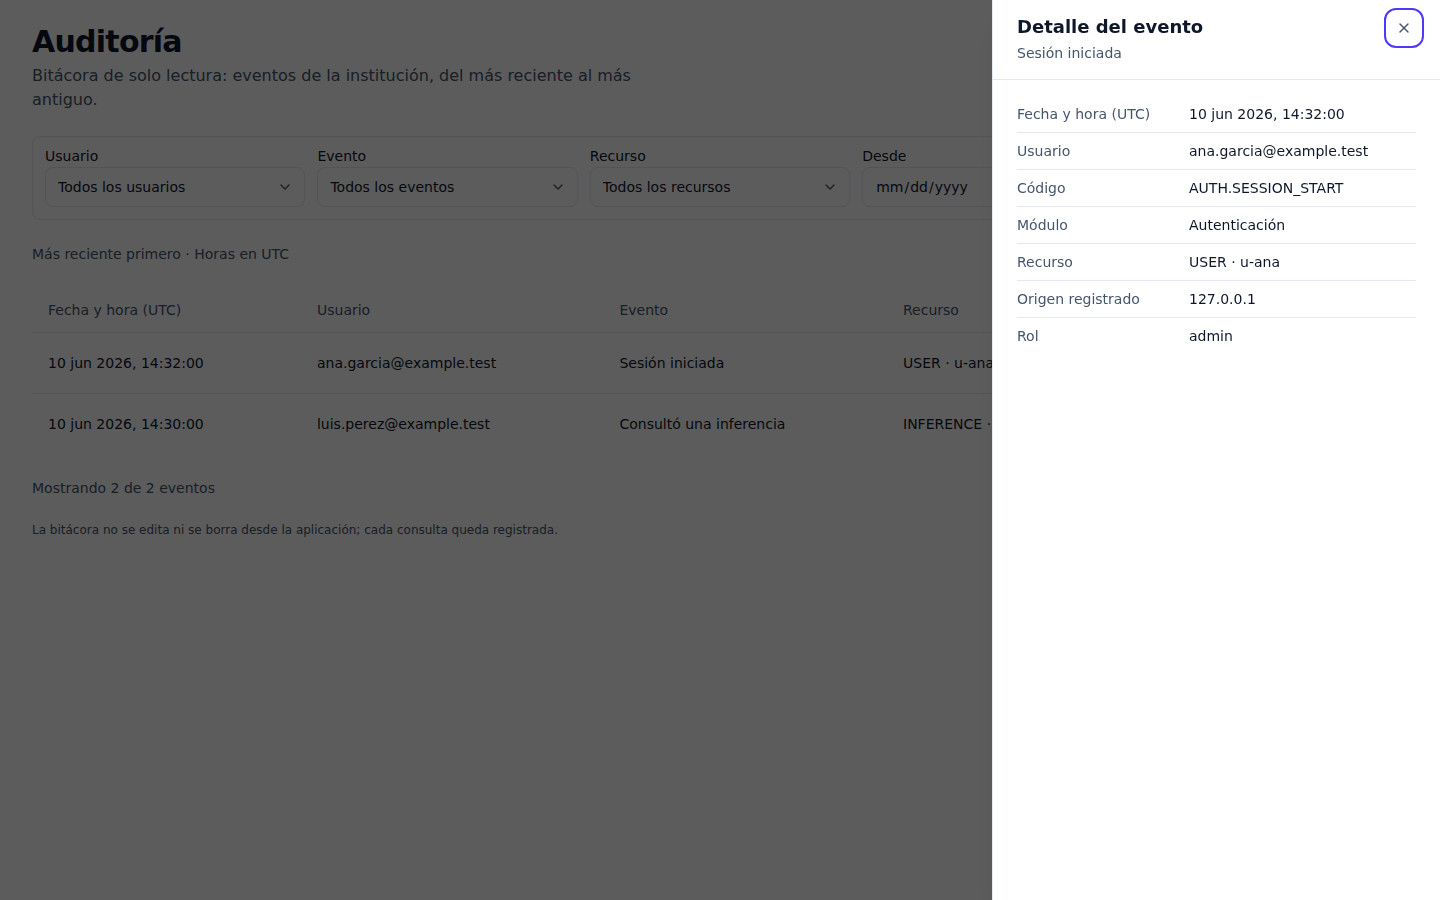 Auditoría
Bitácora de solo lectura: eventos de la institución, del más reciente al más
antiguo.
Usuario
Evento
Recurso
Desde
Todos los usuarios
Todos los eventos
Todos los recursos
mm/dd/yyyy
Más reciente primero · Horas en UTC
Fecha y hora (UTC) Usuario Evento Recurso
10 jun 2026, 14:32:00 ana.garcia@example.test Sesión iniciada USER · u-ana
10 jun 2026, 14:30:00 luis.perez@example.test Consultó una inferencia INFERENCE ·
Mostrando 2 de 2 eventos
La bitácora no se edita ni se borra desde la aplicación; cada consulta queda registrada.
Detalle del evento
Sesión iniciada
Fecha y hora (UTC) 10 jun 2026, 14:32:00
Usuario ana.garcia@example.test
Código AUTH.SESSION_START
Módulo Autenticación
Recurso USER · u-ana
Origen registrado 127.0.0.1
Rol admin